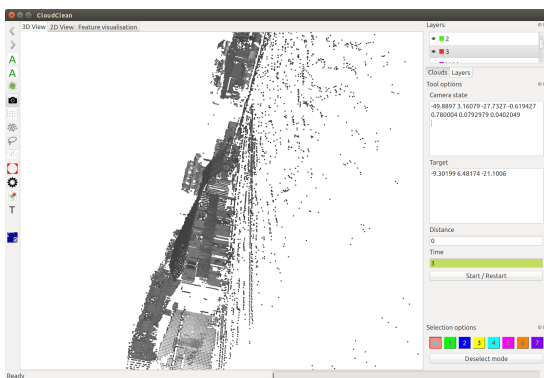 CloudClean
3D View 2D View Feature visualisation
Layers
2
3
Clouds Layers
Tool options
Camera state
-49.8897 3.16079 -27.7327 -0.619427
0.780004 0.0792979 0.0402049
Target
-9.30199 6.48174 -21.1006
Distance
0
Time
3
Start / Restart
Selection options
1 2 3 4 5 6 7
Deselect mode
Ready
A
A
T